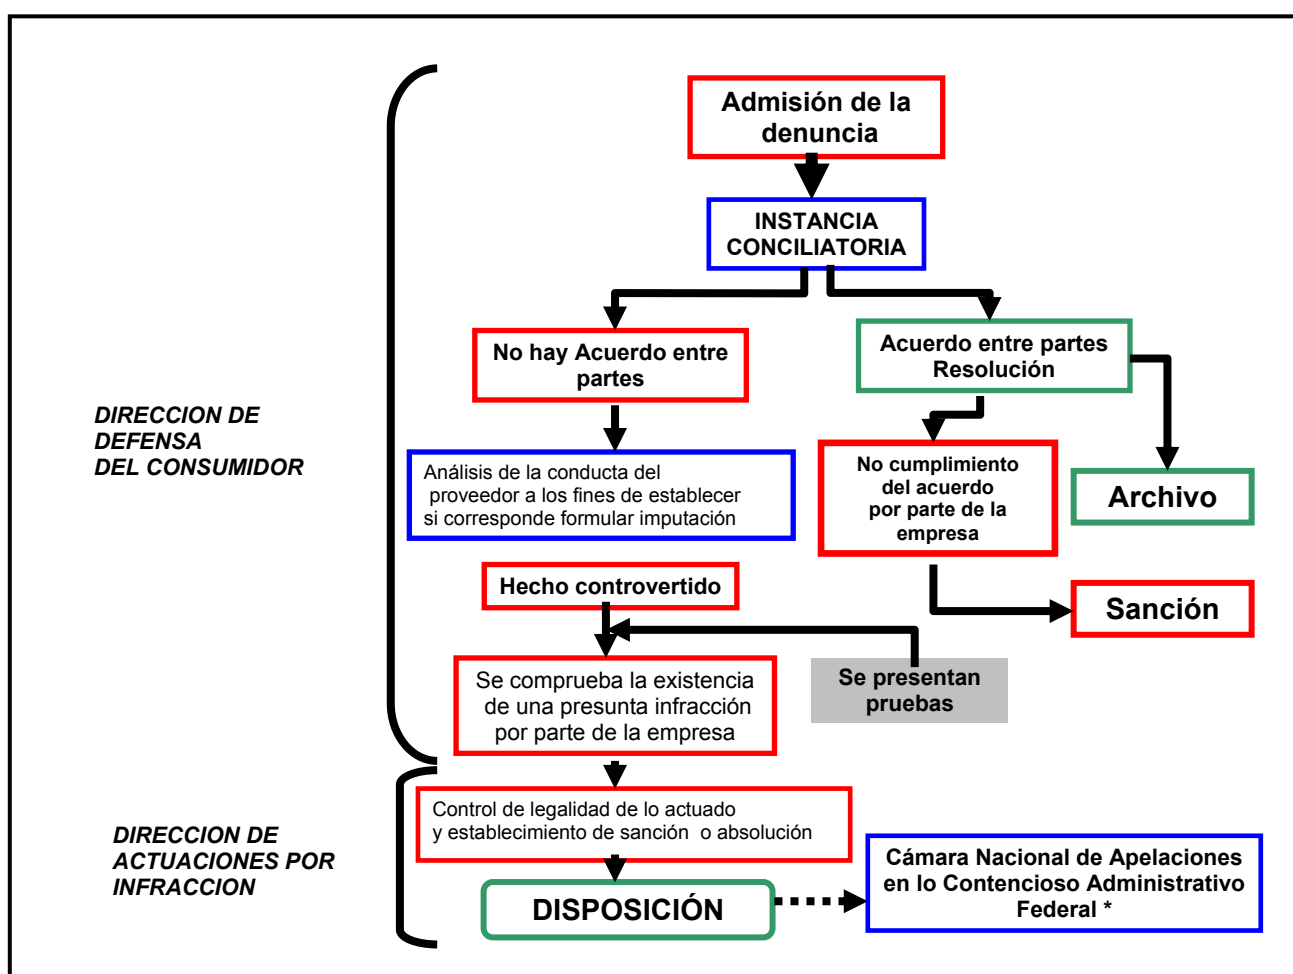 Admisión de la
denuncia
INSTANCIA
CONCILIATORIA
No hay Acuerdo entre
partes
Acuerdo entre partes
Resolución
DIRECCION DE
DEFENSA
DEL CONSUMIDOR
Análisis de la conducta del
proveedor a los fines de establecer
si corresponde formular imputación
No cumplimiento
del acuerdo
por parte de la
empresa
Archivo
Hecho controvertido
Sanción
Se comprueba la existencia
de una presunta infracción
por parte de la empresa
Se presentan
pruebas
DIRECCION DE
ACTUACIONES POR
INFRACCION
Control de legalidad de lo actuado
y establecimiento de sanción o absolución
DISPOSICIÓN
Cámara Nacional de Apelaciones
en lo Contencioso Administrativo
Federal *